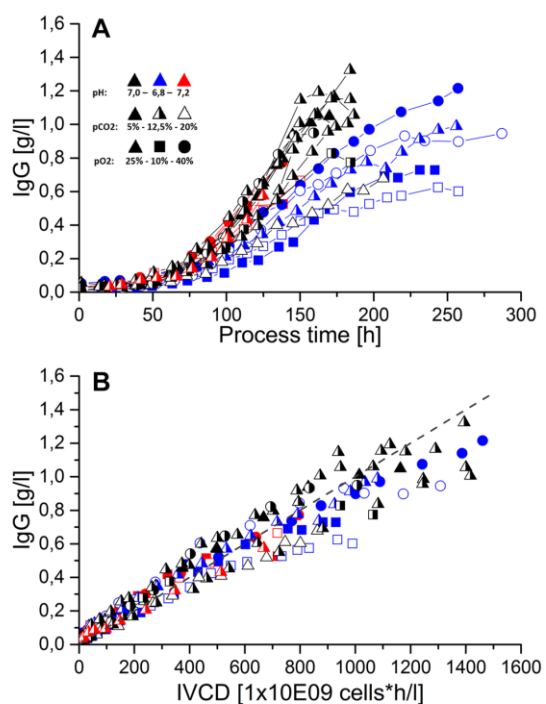 A
1,6
1,4
1,2
1,0
0,8
0,6
0,4
0,2
0,0
IgG [g/l]
pH: 7,0 – 6,8 – 7,2
pCO2: 5% - 12,5% - 20%
pO2: 25% - 10% - 40%
0 50 100 150 200 250 300
Process time [h]
B
1,6
1,4
1,2
1,0
0,8
0,6
0,4
0,2
0,0
IgG [g/l]
0 200 400 600 800 1000 1200 1400 1600
IVCD [1x10E09 cells*h/l]